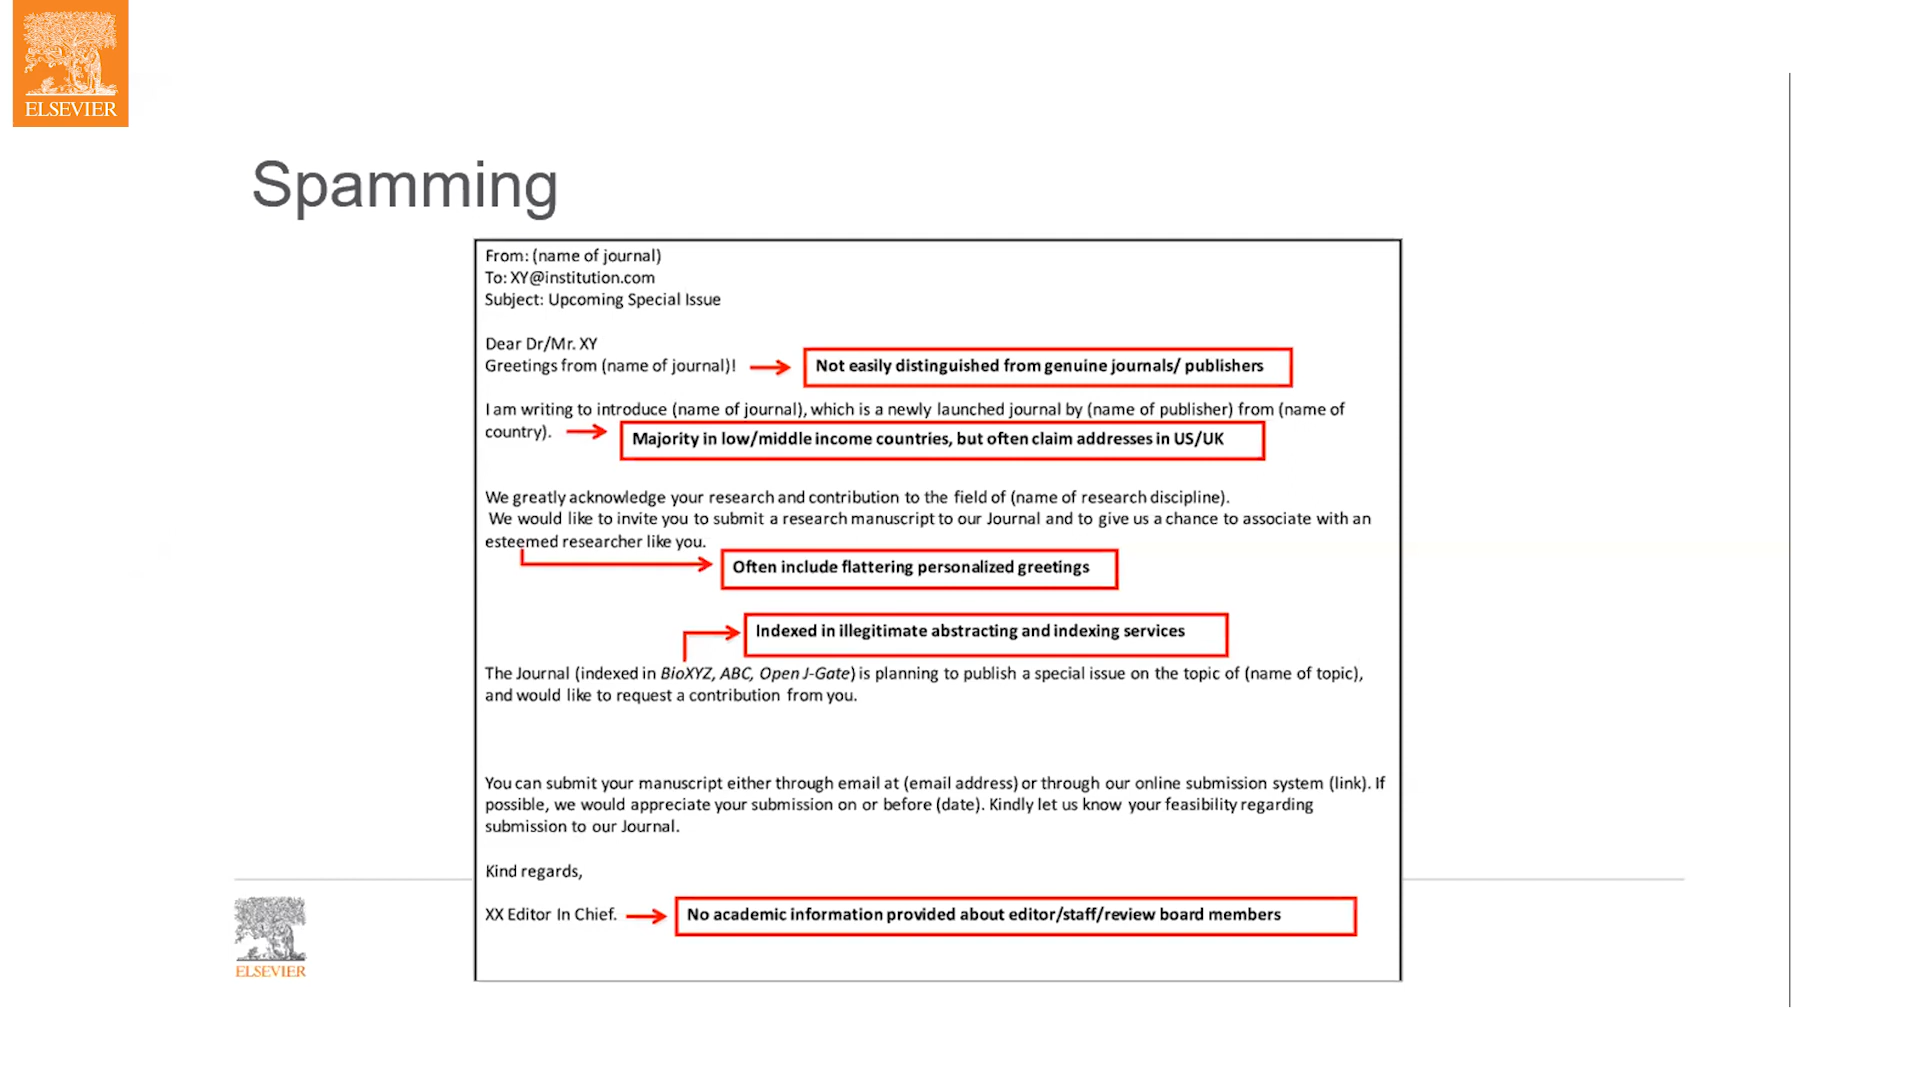 ELSEVIER
Spamming
From: (name of journal)
To: XY@institution.com
Subject: Upcoming Special Issue
Dear Dr/Mr. XY
Greetings from (name of journal)!
Not easily distinguished from genuine journals/ publishers
I am writing to introduce (name of journal), which is a newly launched journal by (name of publisher) from (name of
country).
Majority in low/middle income countries, but often claim addresses in US/UK
We greatly acknowledge your research and contribution to the field of (name of research discipline).
We would like to invite you to submit a research manuscript to our Journal and to give us a chance to associate with an
esteemed researcher like you.
Often include flattering personalized greetings
Indexed in illegitimate abstracting and indexing services
The Journal (indexed in BioXYZ, ABC, Open J-Gate) is planning to publish a special issue on the topic of (name of topic),
and would like to request a contribution from you.
You can submit your manuscript either through email at (email address) or through our online submission system (link). If
possible, we would appreciate your submission on or before (date). Kindly let us know your feasibility regarding
submission to our Journal.
Kind regards,
XX Editor In Chief.
No academic information provided about editor/staff/review board members
ELSEVIER